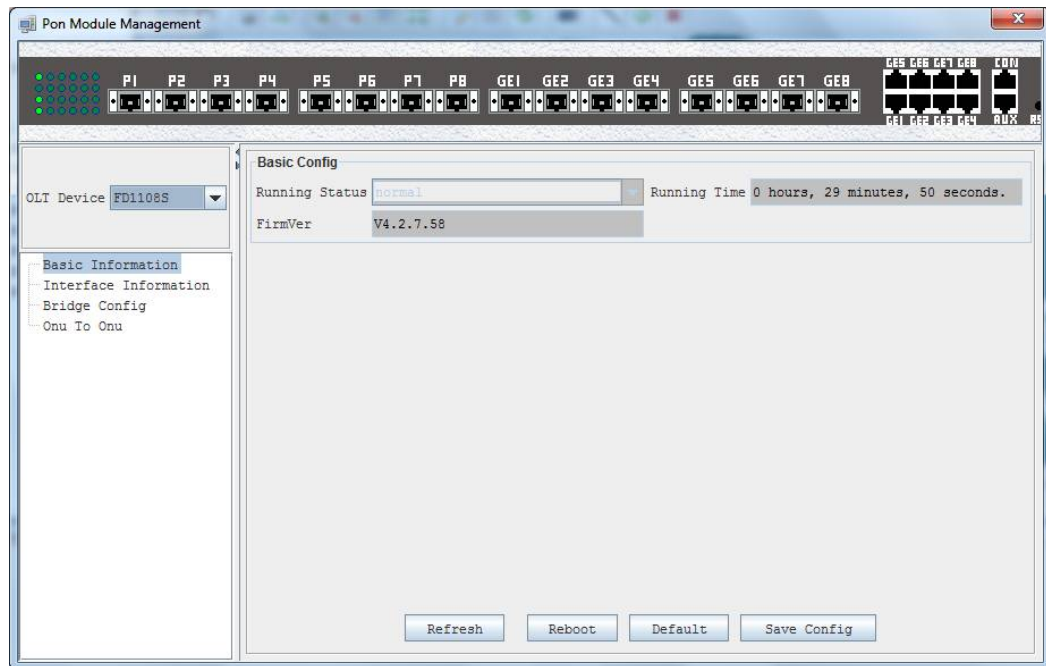 Pon Module Management
GE5 GE6 GE7 GE8 CON
P1 P2 P3 P4 P5 P6 P7 P8 GE1 GE2 GE3 GE4 GE5 GE6 GE7 GE8
GE1 GE2 GE3 GE4 AUX
OLT Device FD1108S
Basic Config
Running Status normal Running Time 0 hours, 29 minutes, 50 seconds.
FirmVer V4.2.7.58
Basic Information
Interface Information
Bridge Config
Onu To Onu
Refresh Reboot Default Save Config